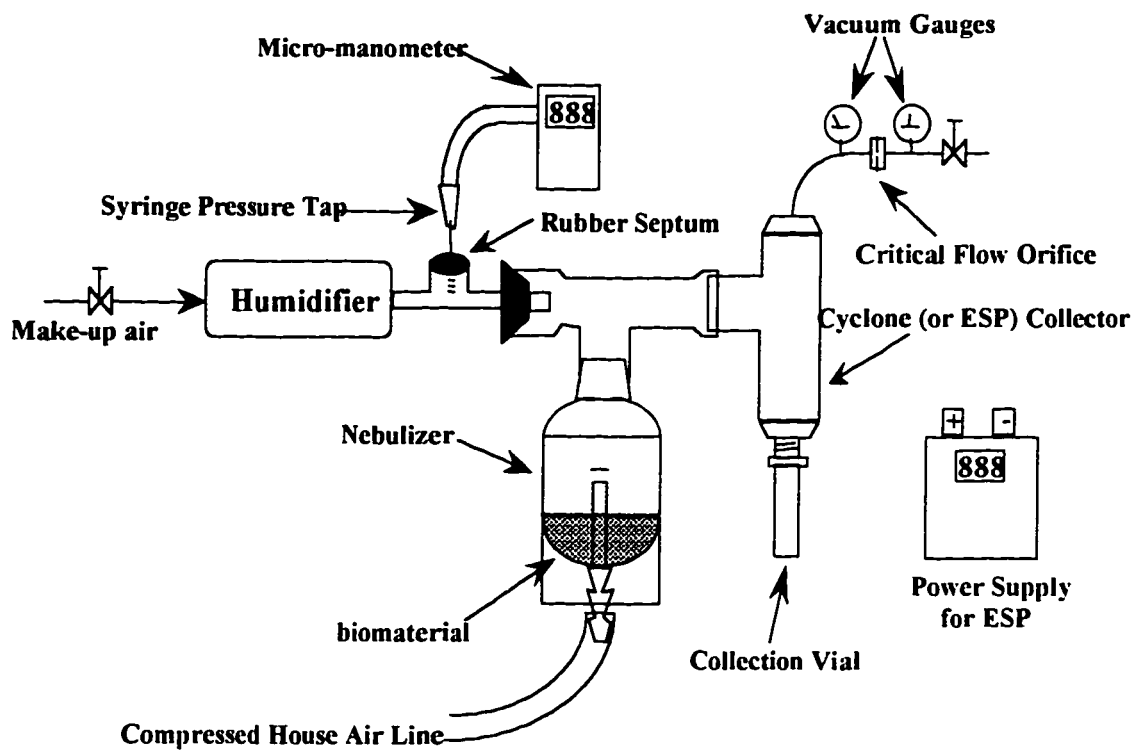 Vacuum Gauges
Micro-manometer
888
Syringe Pressure Tap
Rubber Septum
Critical Flow Orifice
Humidifier
Make-up air
Cyclone (or ESP) Collector
Nebulizer
+ -
888
biomaterial
Power Supply
for ESP
Collection Vial
Compressed House Air Line